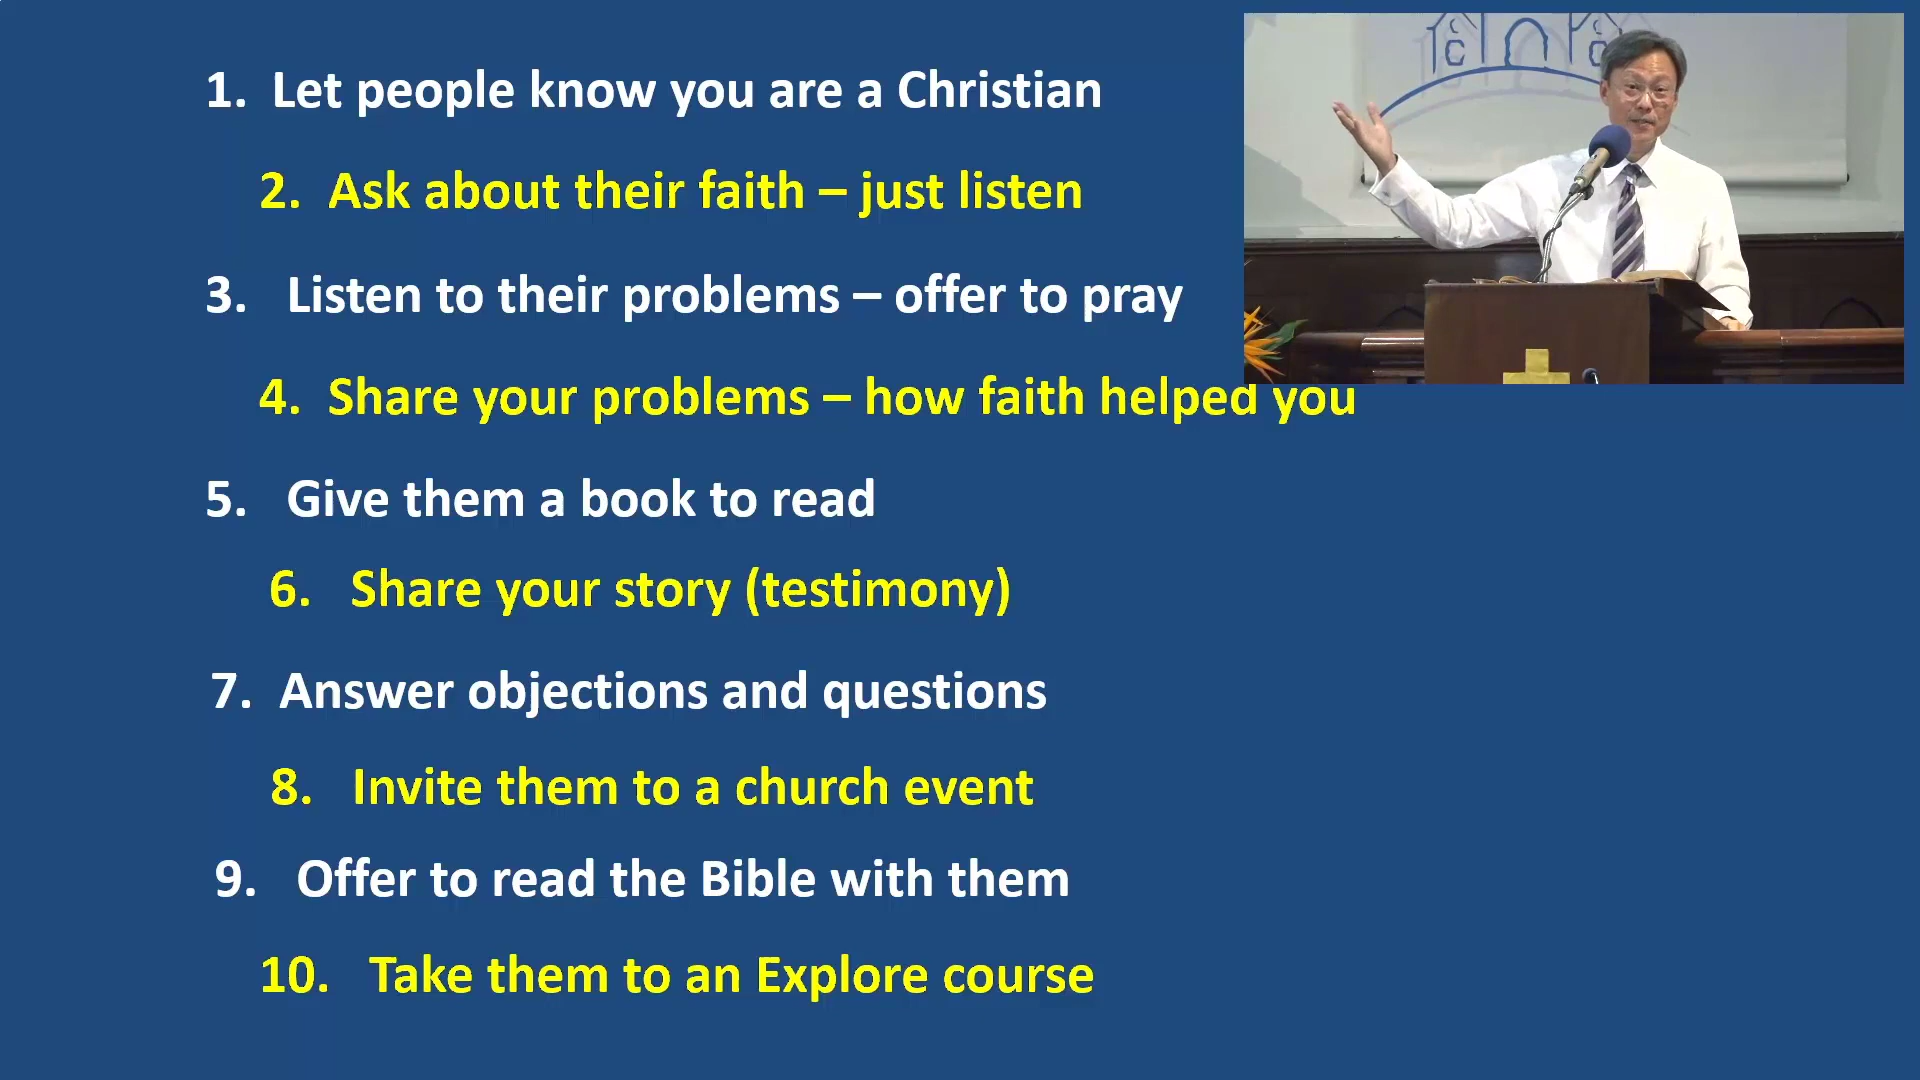 1. Let people know you are a Christian
2. Ask about their faith – just listen
3. Listen to their problems – offer to pray
4. Share your problems – how faith helped you
5. Give them a book to read
6. Share your story (testimony)
7. Answer objections and questions
8. Invite them to a church event
9. Offer to read the Bible with them
10. Take them to an Explore course